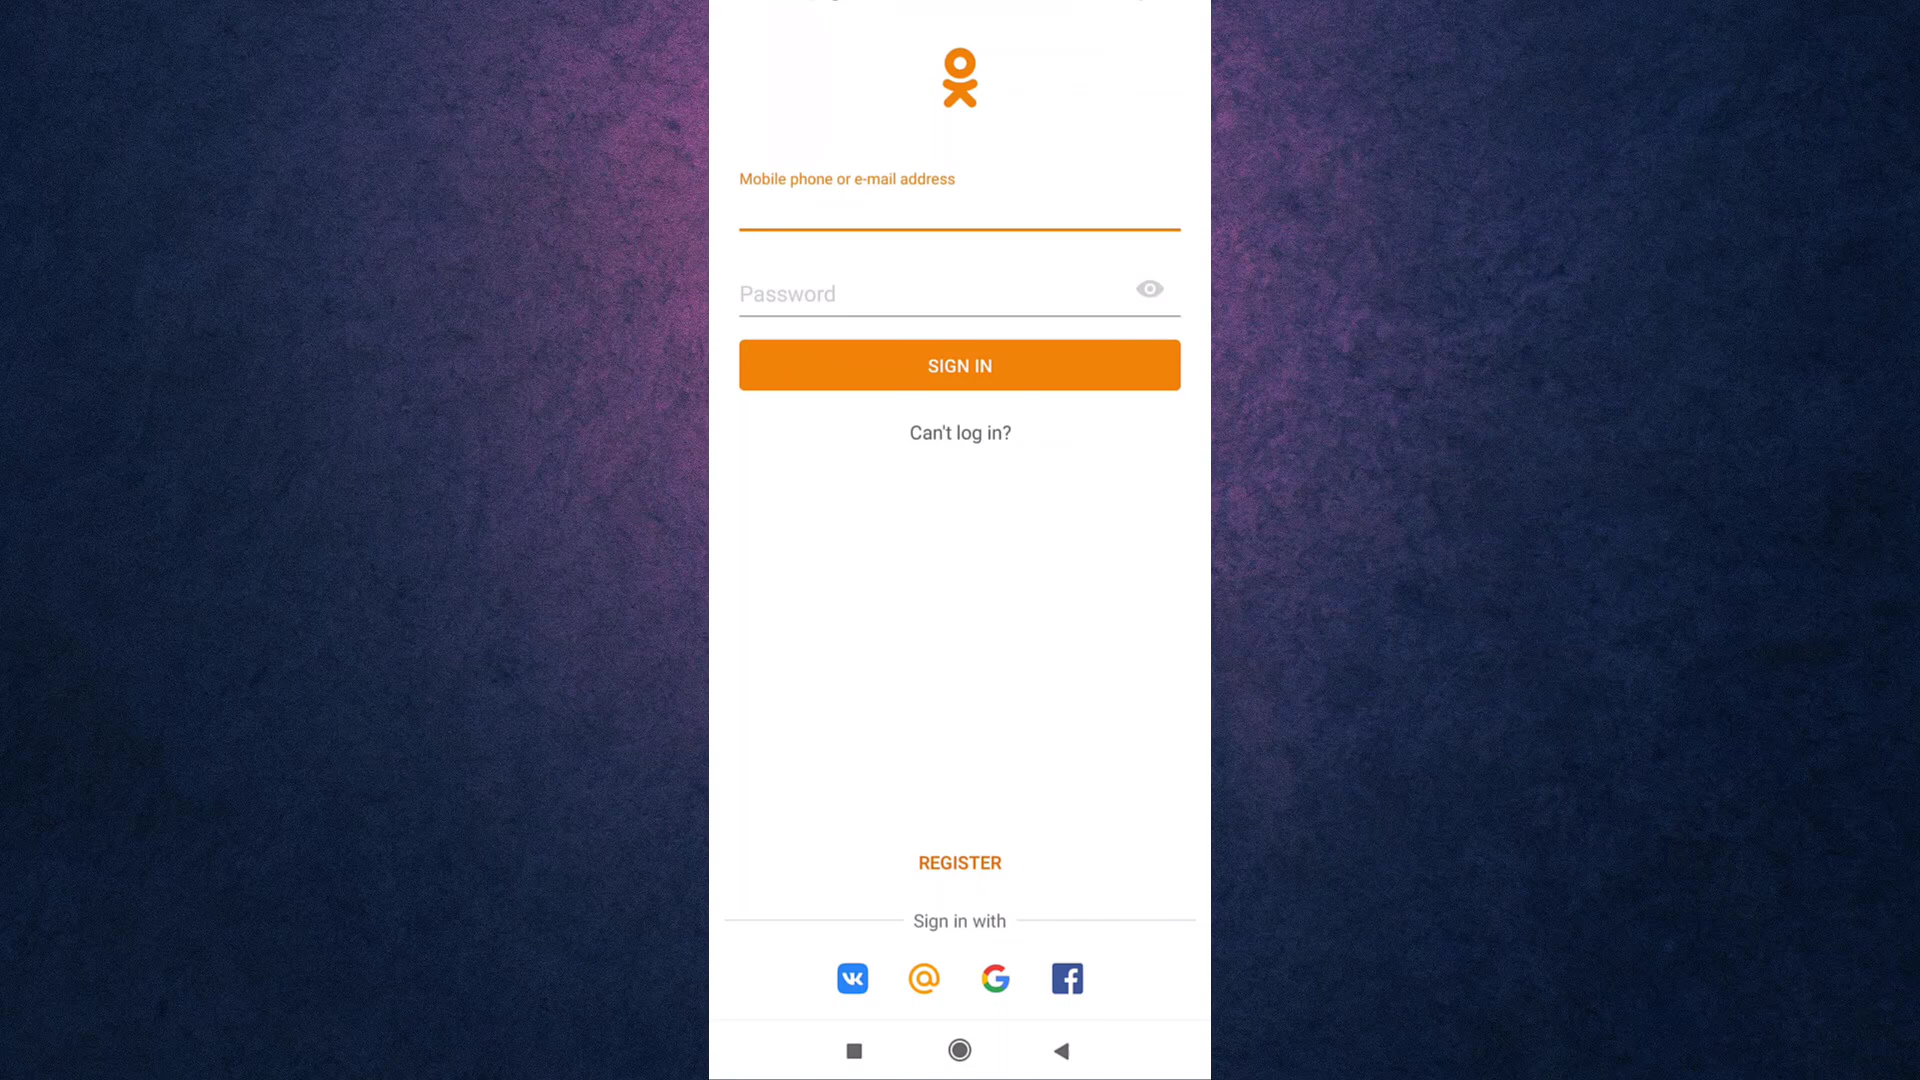 Mobile phone or e-mail address
Password
SIGN IN
Can't log in?
REGISTER
Sign in with